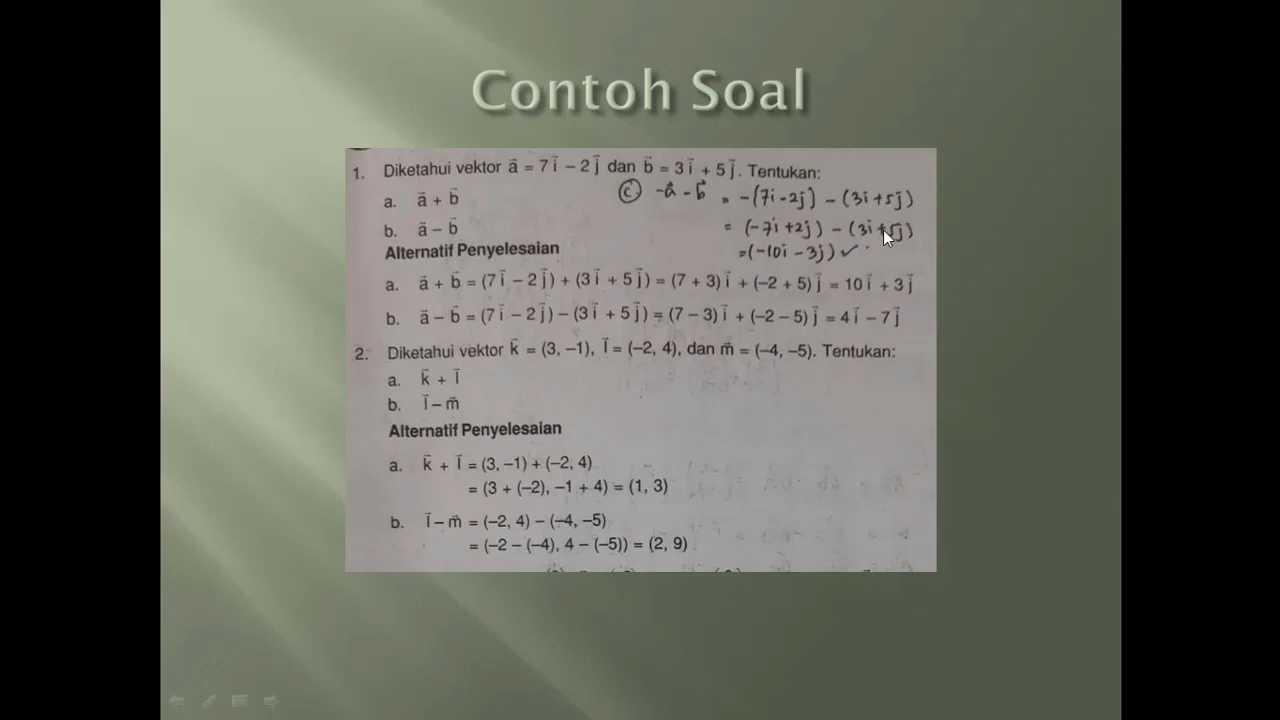 Contoh Soal
1. Diketahui vektor a⃗ = 7i⃗ − 2j⃗ dan b⃗ = 3i⃗ + 5j⃗. Tentukan:
a. a⃗ + b⃗
b. a⃗ − b⃗
c. -a⃗ - b⃗ = -(7i - 2j) - (3i + 5j)
= (-7i + 2j) - (3i + 5j)
= (-10i - 3j) ✓
Alternatif Penyelesaian
a. a⃗ + b⃗ = (7i⃗ − 2j⃗) + (3i⃗ + 5j⃗) = (7 + 3)i⃗ + (−2 + 5)j⃗ = 10i⃗ + 3j⃗
b. a⃗ − b⃗ = (7i⃗ − 2j⃗) − (3i⃗ + 5j⃗) = (7 − 3)i⃗ + (−2 − 5)j⃗ = 4i⃗ − 7j⃗
2. Diketahui vektor k⃗ = (3, −1), l⃗ = (−2, 4), dan m⃗ = (−4, −5). Tentukan:
a. k⃗ + l⃗
b. l⃗ − m⃗
Alternatif Penyelesaian
a. k⃗ + l⃗ = (3, −1) + (−2, 4)
= (3 + (−2), −1 + 4) = (1, 3)
b. l⃗ − m⃗ = (−2, 4) − (−4, −5)
= (−2 − (−4), 4 − (−5)) = (2, 9)